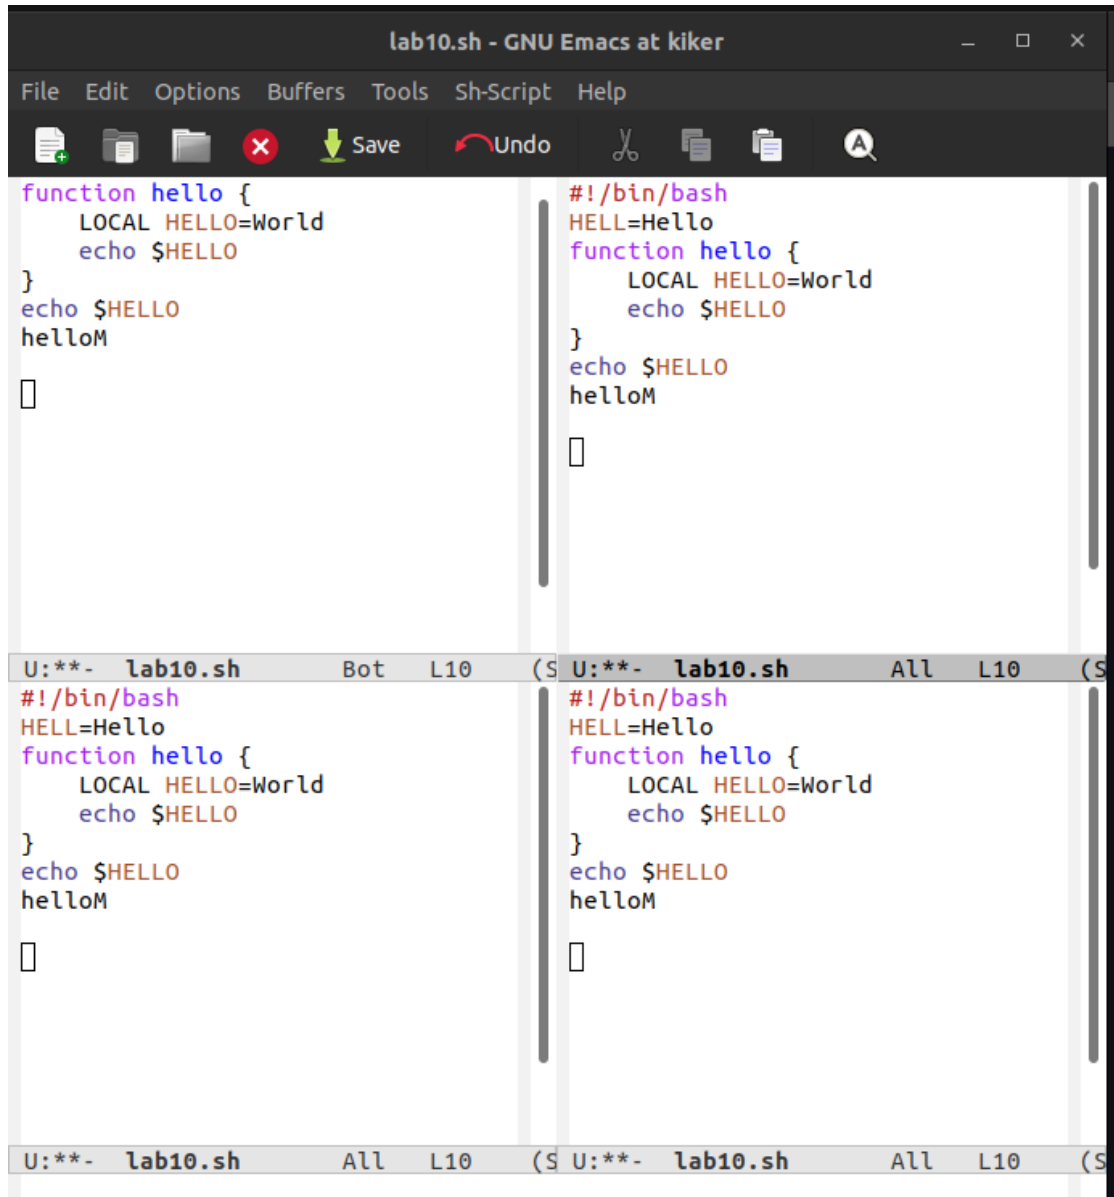 lab10.sh - GNU Emacs at kiker
File Edit Options Buffers Tools Sh-Script Help
Save Undo
function hello {
    LOCAL HELLO=World
    echo $HELLO
}
echo $HELLO
helloM
U:**- lab10.sh Bot L10 (S
#!/bin/bash
HELL=Hello
function hello {
    LOCAL HELLO=World
    echo $HELLO
}
echo $HELLO
helloM
U:**- lab10.sh All L10 (S
#!/bin/bash
HELL=Hello
function hello {
    LOCAL HELLO=World
    echo $HELLO
}
echo $HELLO
helloM
U:**- lab10.sh All L10 (S
#!/bin/bash
HELL=Hello
function hello {
    LOCAL HELLO=World
    echo $HELLO
}
echo $HELLO
helloM
U:**- lab10.sh All L10 (S